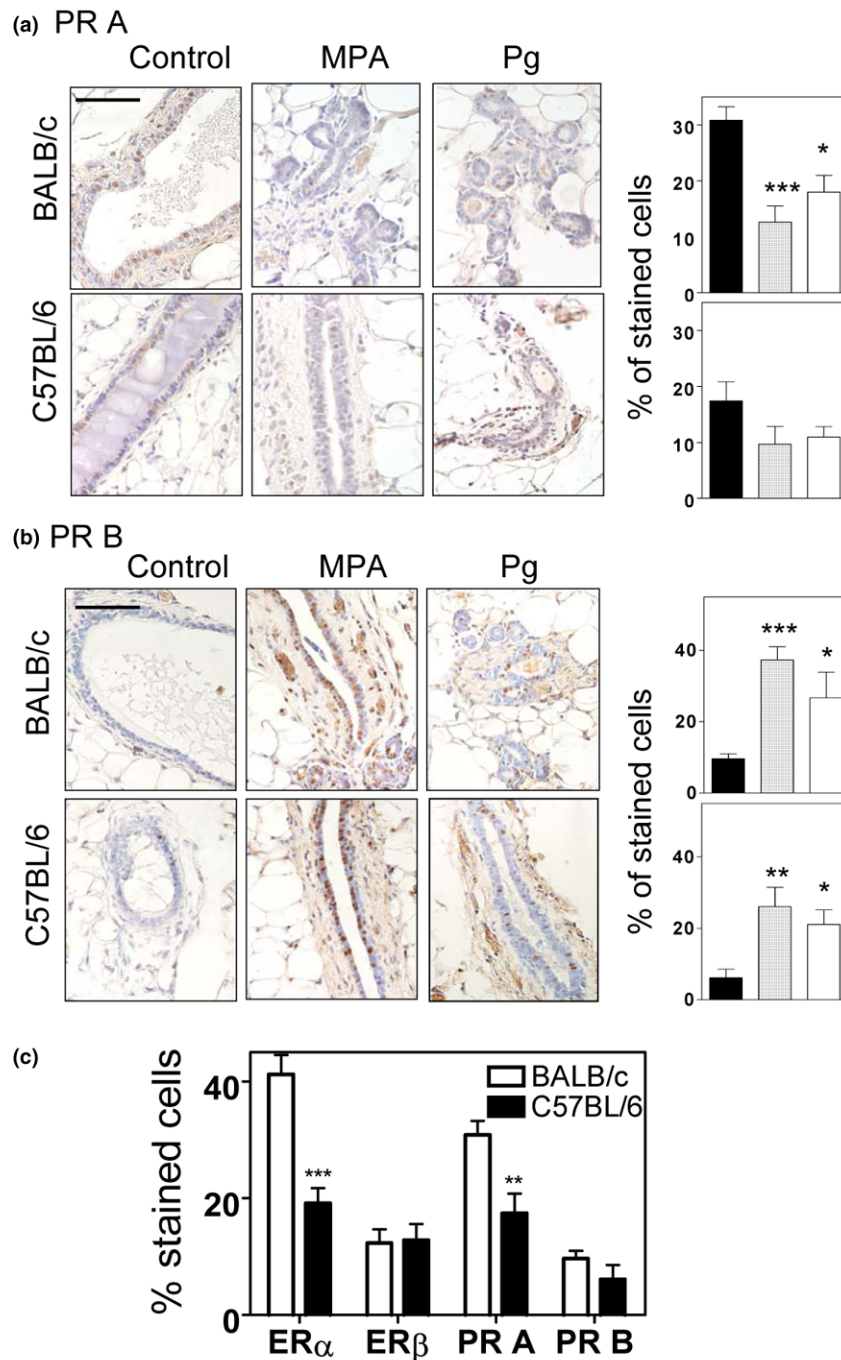 (a) PR A
Control MPA Pg
BALB/c
C57BL/6
% of stained cells
30
20
10
0
***
*
30
20
10
0
(b) PR B
Control MPA Pg
BALB/c
C57BL/6
% of stained cells
40
20
0
***
*
40
20
0
**
*
(c)
% stained cells
40
20
0
BALB/c
C57BL/6
***
**
ERα ERβ PR A PR B